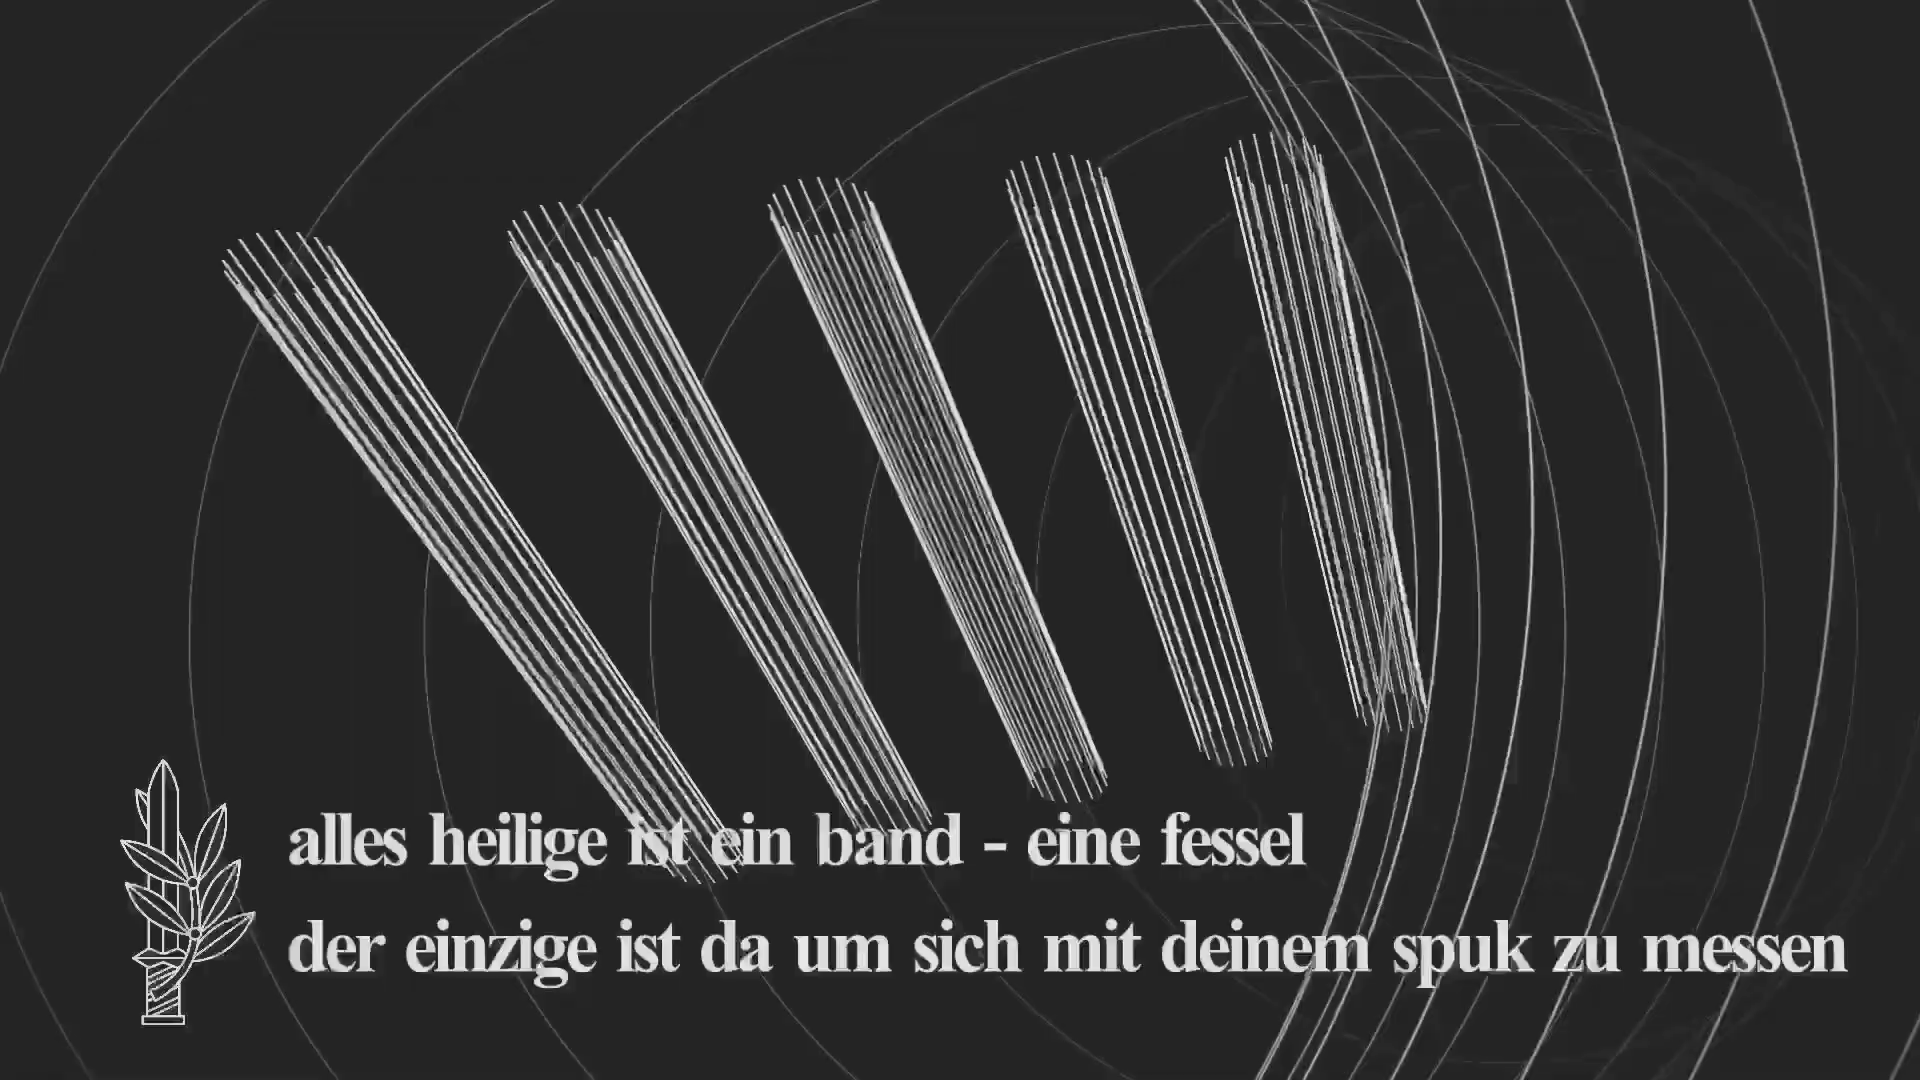 alles heilige ist ein band - eine fessel
der einzige ist da um sich mit deinem spuk zu messen